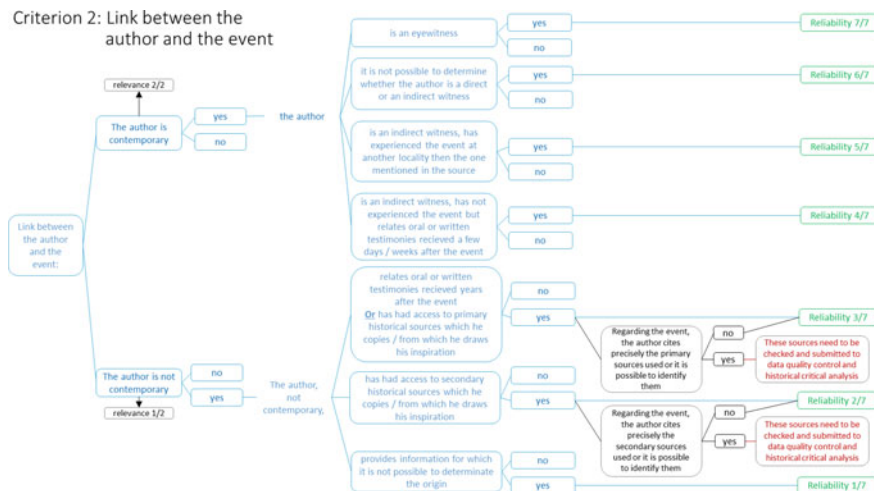 Criterion 2: Link between the
author and the event
relevance 2/2
The author is
contemporary
yes
no
the author
is an eyewitness
yes
no
Reliability 7/7
it is not possible to determine
whether the author is a direct
or an indirect witness
yes
no
Reliability 6/7
is an indirect witness, has
experienced the event at
another locality then the one
mentioned in the source
yes
no
Reliability 5/7
is an indirect witness, has not
experienced the event but
relates oral or written
testimonies recieved a few
days / weeks after the event
yes
no
Reliability 4/7
Link between
the author
and the
event:
The author is not
contemporary
no
yes
relevance 1/2
The author,
not
contemporary,
relates oral or written
testimonies recieved years
after the event
Or has had access to primary
historical sources which he
copies / from which he draws
his inspiration
no
yes
Reliability 3/7
Regarding the event,
the author cites
precisely the primary
sources used or it is
possible to identify
them
no
yes
These sources need to be
checked and submitted to
data quality control and
historical critical analysis
has had access to secondary
historical sources which he
copies / from which he draws
his inspiration
no
yes
Reliability 2/7
Regarding the event,
the author cites
precisely the
secondary sources
used or it is possible
to identify them
no
yes
These sources need to be
checked and submitted to
data quality control and
historical critical analysis
provides information for which
it is not possible to determinate
the origin
no
yes
Reliability 1/7